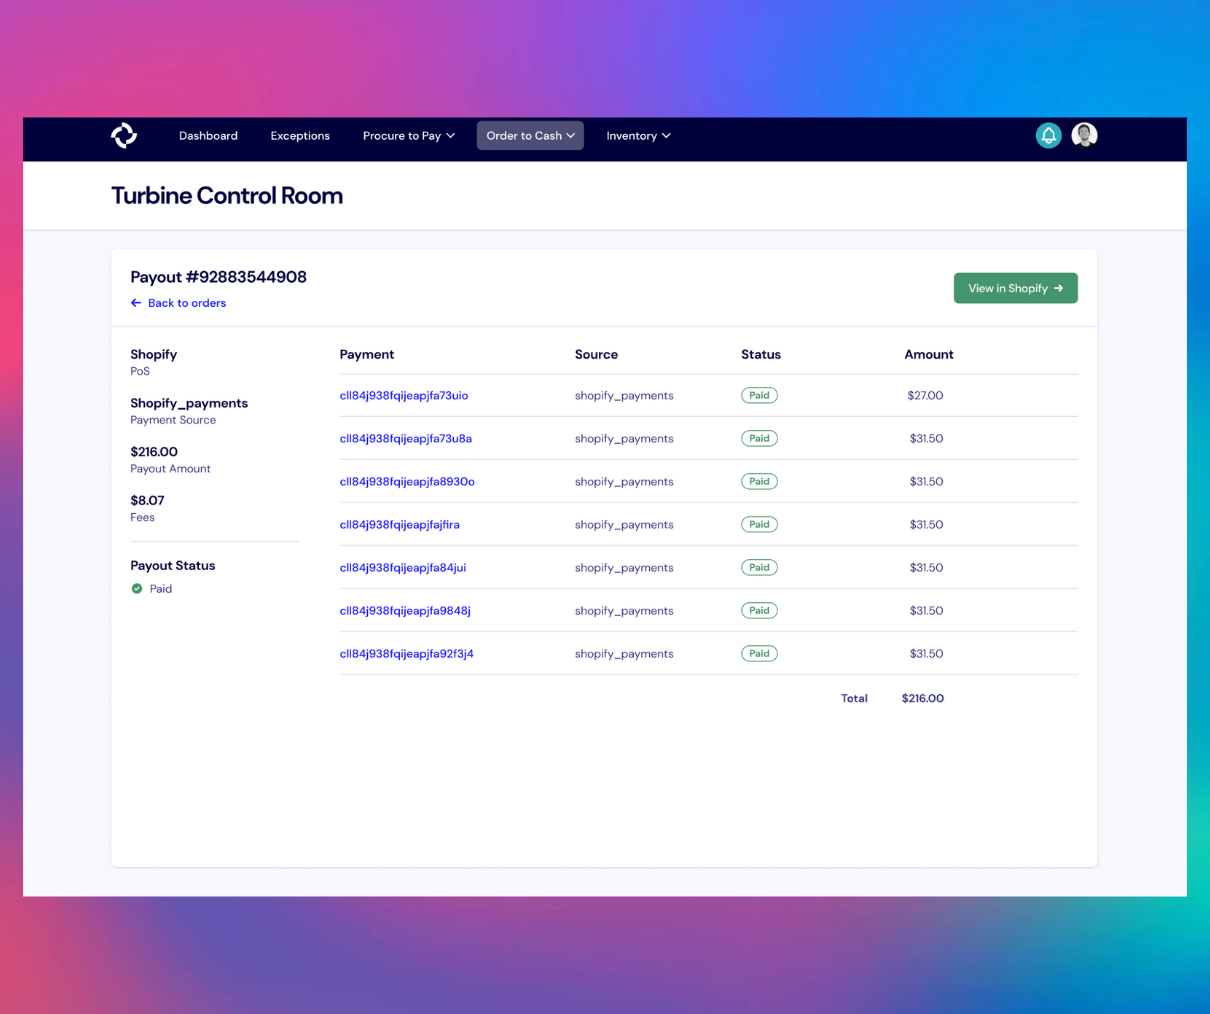 Dashboard Exceptions Procure to Pay Order to Cash Inventory
Turbine Control Room
Payout #92883544908
← Back to orders
View in Shopify →
Shopify
PoS
Shopify_payments
Payment Source
$216.00
Payout Amount
$8.07
Fees
Payout Status
Paid
Payment Source Status Amount
cll84j938fqijeapjfa73uio shopify_payments Paid $27.00
cll84j938fqijeapjfa73u8a shopify_payments Paid $31.50
cll84j938fqijeapjfa8930o shopify_payments Paid $31.50
cll84j938fqijeapjfajfira shopify_payments Paid $31.50
cll84j938fqijeapjfa84jui shopify_payments Paid $31.50
cll84j938fqijeapjfa9848j shopify_payments Paid $31.50
cll84j938fqijeapjfa92f3j4 shopify_payments Paid $31.50
Total $216.00